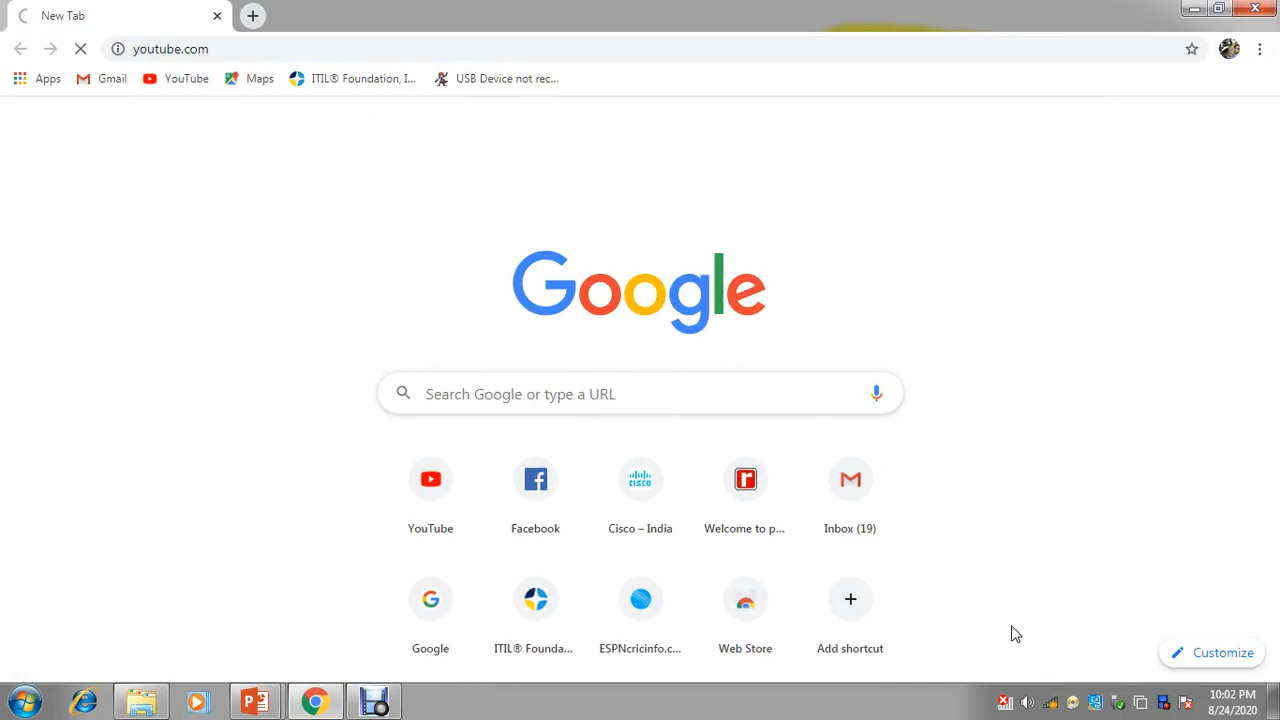 New Tab
youtube.com
Apps Gmail YouTube Maps ITIL® Foundation, I... USB Device not rec...
Google
Search Google or type a URL
YouTube Facebook Cisco – India Welcome to p... Inbox (19)
Google ITIL® Founda... ESPNcricinfo.c... Web Store Add shortcut
Customize
10:02 PM
8/24/2020